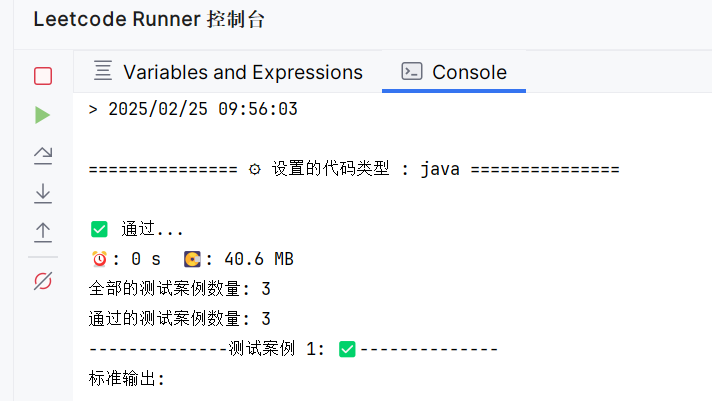 Leetcode Runner 控制台
Variables and Expressions
Console
> 2025/02/25 09:56:03
=============== ⚙ 设置的代码类型 : java ===============
✅ 通过...
⏰: 0 s 📀: 40.6 MB
全部的测试案例数量: 3
通过的测试案例数量: 3
--------------测试案例 1: ✅--------------
标准输出: